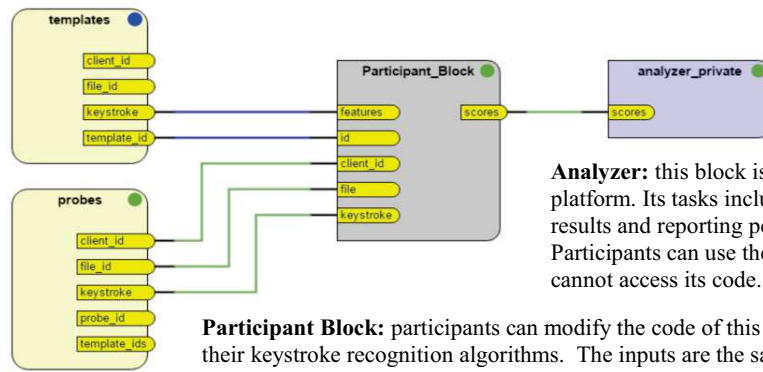 templates
client_id
file_id
keystroke
template_id
probes
client_id
file_id
keystroke
probe_id
template_ids
Participant_Block
features
id
client_id
file
keystroke
scores
analyzer_private
scores
Analyzer: this block is
platform. Its tasks inclu
results and reporting pe
Participants can use the
cannot access its code.
Participant Block: participants can modify the code of this
their keystroke recognition algorithms. The inputs are the sa